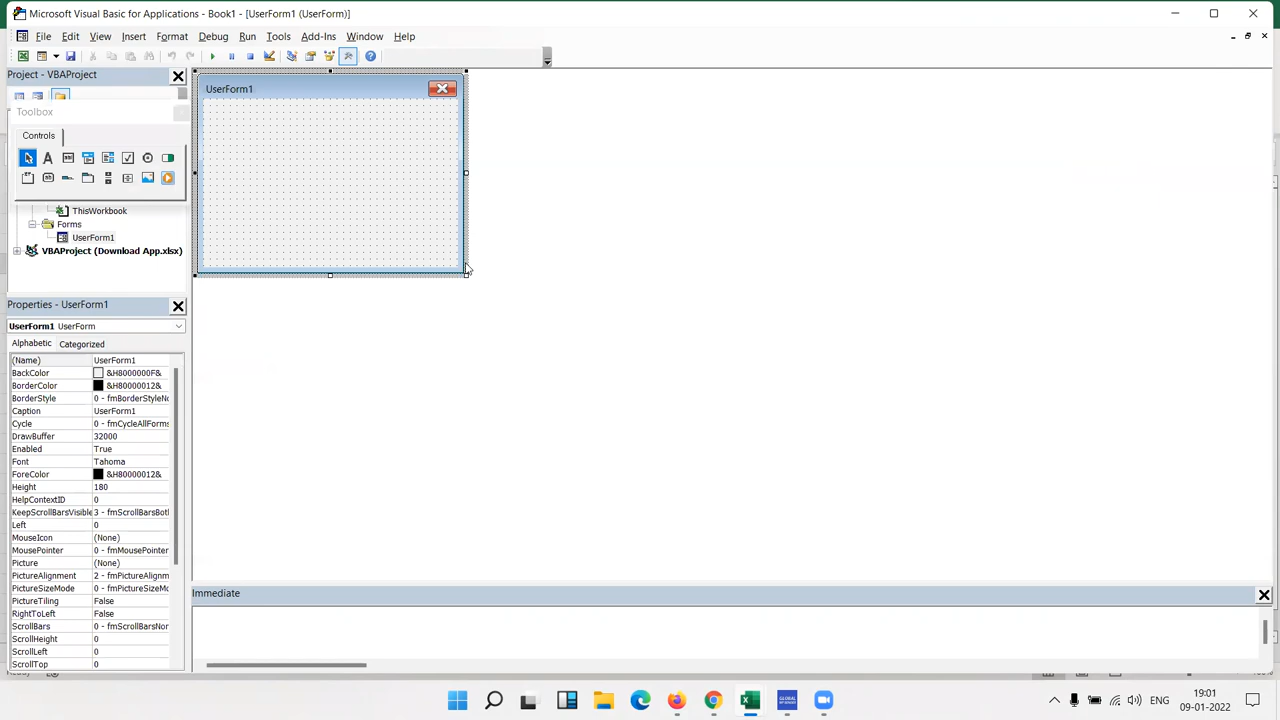 Microsoft Visual Basic for Applications - Book1 - [UserForm1 (UserForm)]
File Edit View Insert Format Debug Run Tools Add-Ins Window Help
Project - VBAProject
Toolbox
Controls
ThisWorkbook
Forms
UserForm1
VBAProject (Download App.xlsx)
UserForm1
Properties - UserForm1
UserForm1 UserForm
Alphabetic Categorized
(Name) UserForm1
BackColor &H8000000F&
BorderColor &H80000012&
BorderStyle 0 - fmBorderStyleNo
Caption UserForm1
Cycle 0 - fmCycleAllForms
DrawBuffer 32000
Enabled True
Font Tahoma
ForeColor &H80000012&
Height 180
HelpContextID 0
KeepScrollBarsVisible 3 - fmScrollBarsBoth
Left 0
MouseIcon (None)
MousePointer 0 - fmMousePointer
Picture (None)
PictureAlignment 2 - fmPictureAlignm
PictureSizeMode 0 - fmPictureSizeMo
PictureTiling False
RightToLeft False
ScrollBars 0 - fmScrollBarsNor
ScrollHeight 0
ScrollLeft 0
ScrollTop 0
Immediate
ENG
19:01
09-01-2022